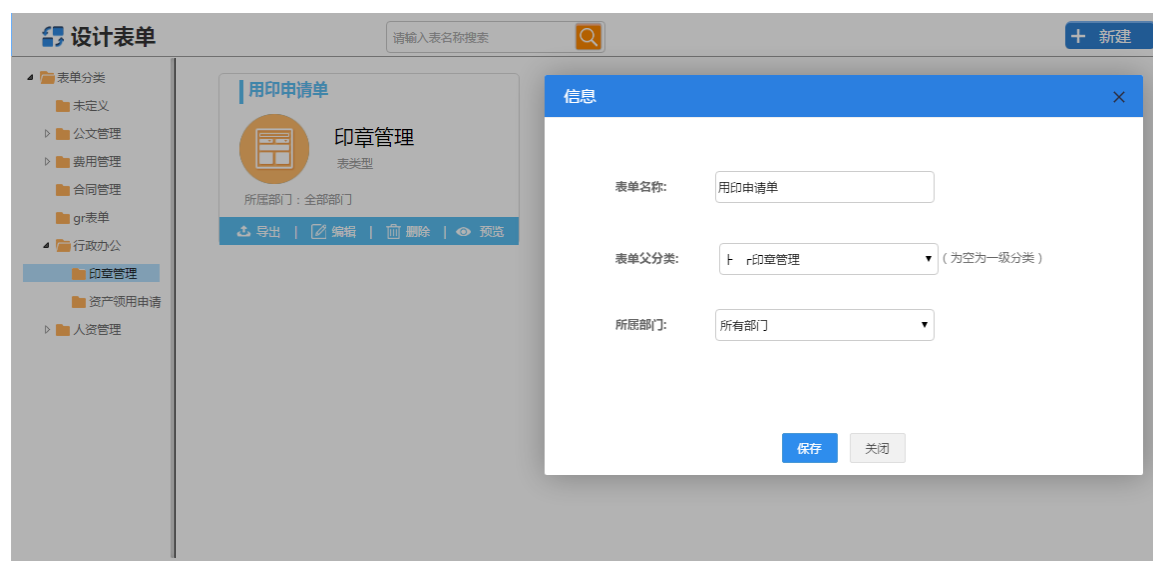 设计表单
请输入表名称搜索
新建
表单分类
未定义
公文管理
费用管理
合同管理
gr表单
行政办公
印章管理
资产领用申请
人资管理
用印申请单
印章管理
表类型
所属部门：全部部门
导出 | 编辑 | 删除 | 预览
信息
表单名称: 用印申请单
表单父分类: ├ ┌印章管理 (为空为一级分类)
所属部门: 所有部门
保存 关闭